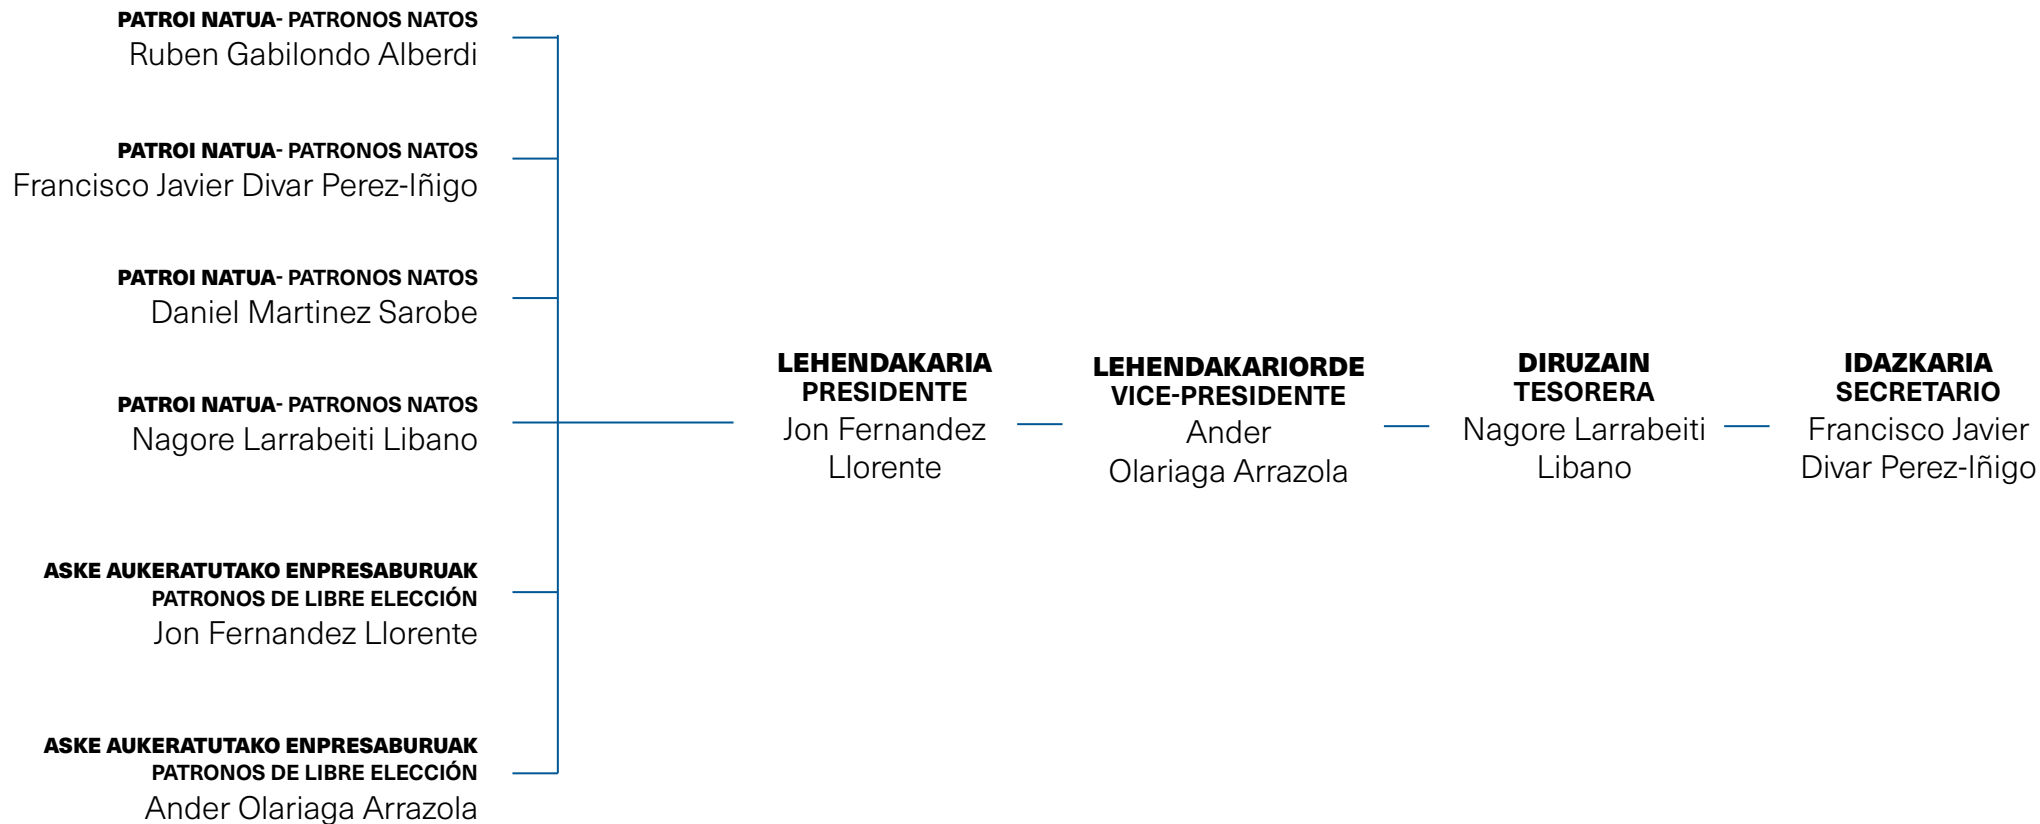 PATROI NATUA- PATRONOS NATOS
Ruben Gabilondo Alberdi
PATROI NATUA- PATRONOS NATOS
Francisco Javier Divar Perez-Iñigo
PATROI NATUA- PATRONOS NATOS
Daniel Martinez Sarobe
PATROI NATUA- PATRONOS NATOS
Nagore Larrabeiti Libano
ASKE AUKERATUTAKO ENPRESABURUAK
PATRONOS DE LIBRE ELECCIÓN
Jon Fernandez Llorente
ASKE AUKERATUTAKO ENPRESABURUAK
PATRONOS DE LIBRE ELECCIÓN
Ander Olariaga Arrazola
LEHENDAKARIA
PRESIDENTE
Jon Fernandez
Llorente
LEHENDAKARIORDE
VICE-PRESIDENTE
Ander
Olariaga Arrazola
DIRUZAIN
TESORERA
Nagore Larrabeiti
Libano
IDAZKARIA
SECRETARIO
Francisco Javier
Divar Perez-Iñigo